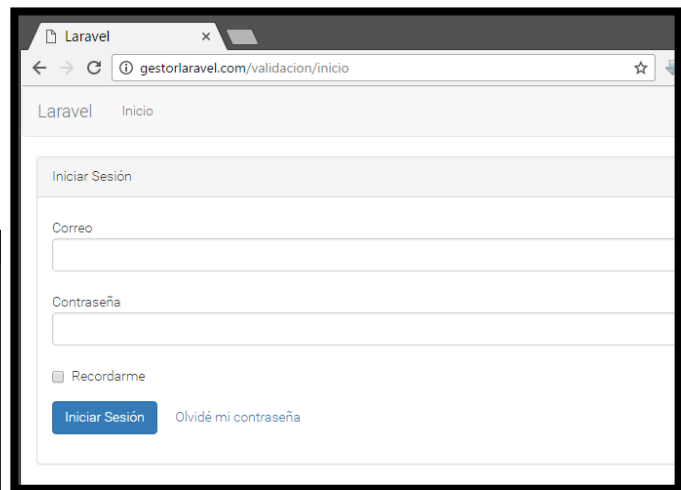 Laravel
gestorlaravel.com/validacion/inicio
Laravel Inicio
Iniciar Sesión
Correo
Contraseña
Recordarme
Iniciar Sesión Olvidé mi contraseña